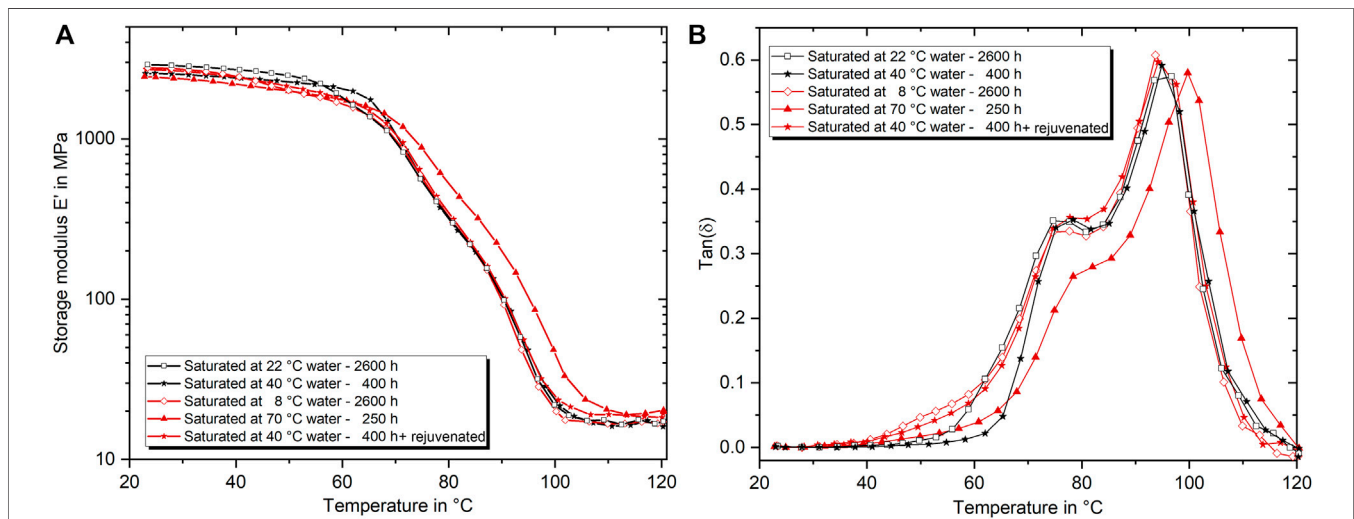 A
Storage modulus E' in MPa
1000
100
10
Saturated at 22 °C water - 2600 h
Saturated at 40 °C water - 400 h
Saturated at 8 °C water - 2600 h
Saturated at 70 °C water - 250 h
Saturated at 40 °C water - 400 h+ rejuvenated
20 40 60 80 100 120
Temperature in °C
B
Tan(δ)
0.6
0.5
0.4
0.3
0.2
0.1
0.0
Saturated at 22 °C water - 2600 h
Saturated at 40 °C water - 400 h
Saturated at 8 °C water - 2600 h
Saturated at 70 °C water - 250 h
Saturated at 40 °C water - 400 h+ rejuvenated
20 40 60 80 100 120
Temperature in °C